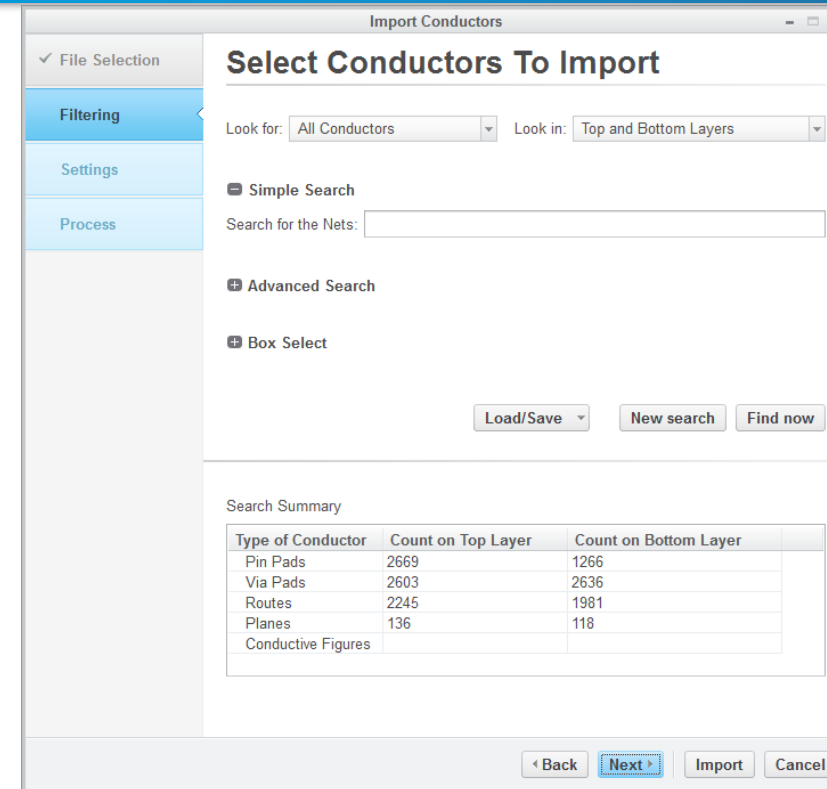 Import Conductors
File Selection
Filtering
Settings
Process
Select Conductors To Import
Look for: All Conductors Look in: Top and Bottom Layers
Simple Search
Search for the Nets:
Advanced Search
Box Select
Load/Save New search Find now
Search Summary
Type of Conductor Count on Top Layer Count on Bottom Layer
Pin Pads 2669 1266
Via Pads 2603 2636
Routes 2245 1981
Planes 136 118
Conductive Figures
Back Next Import Cancel